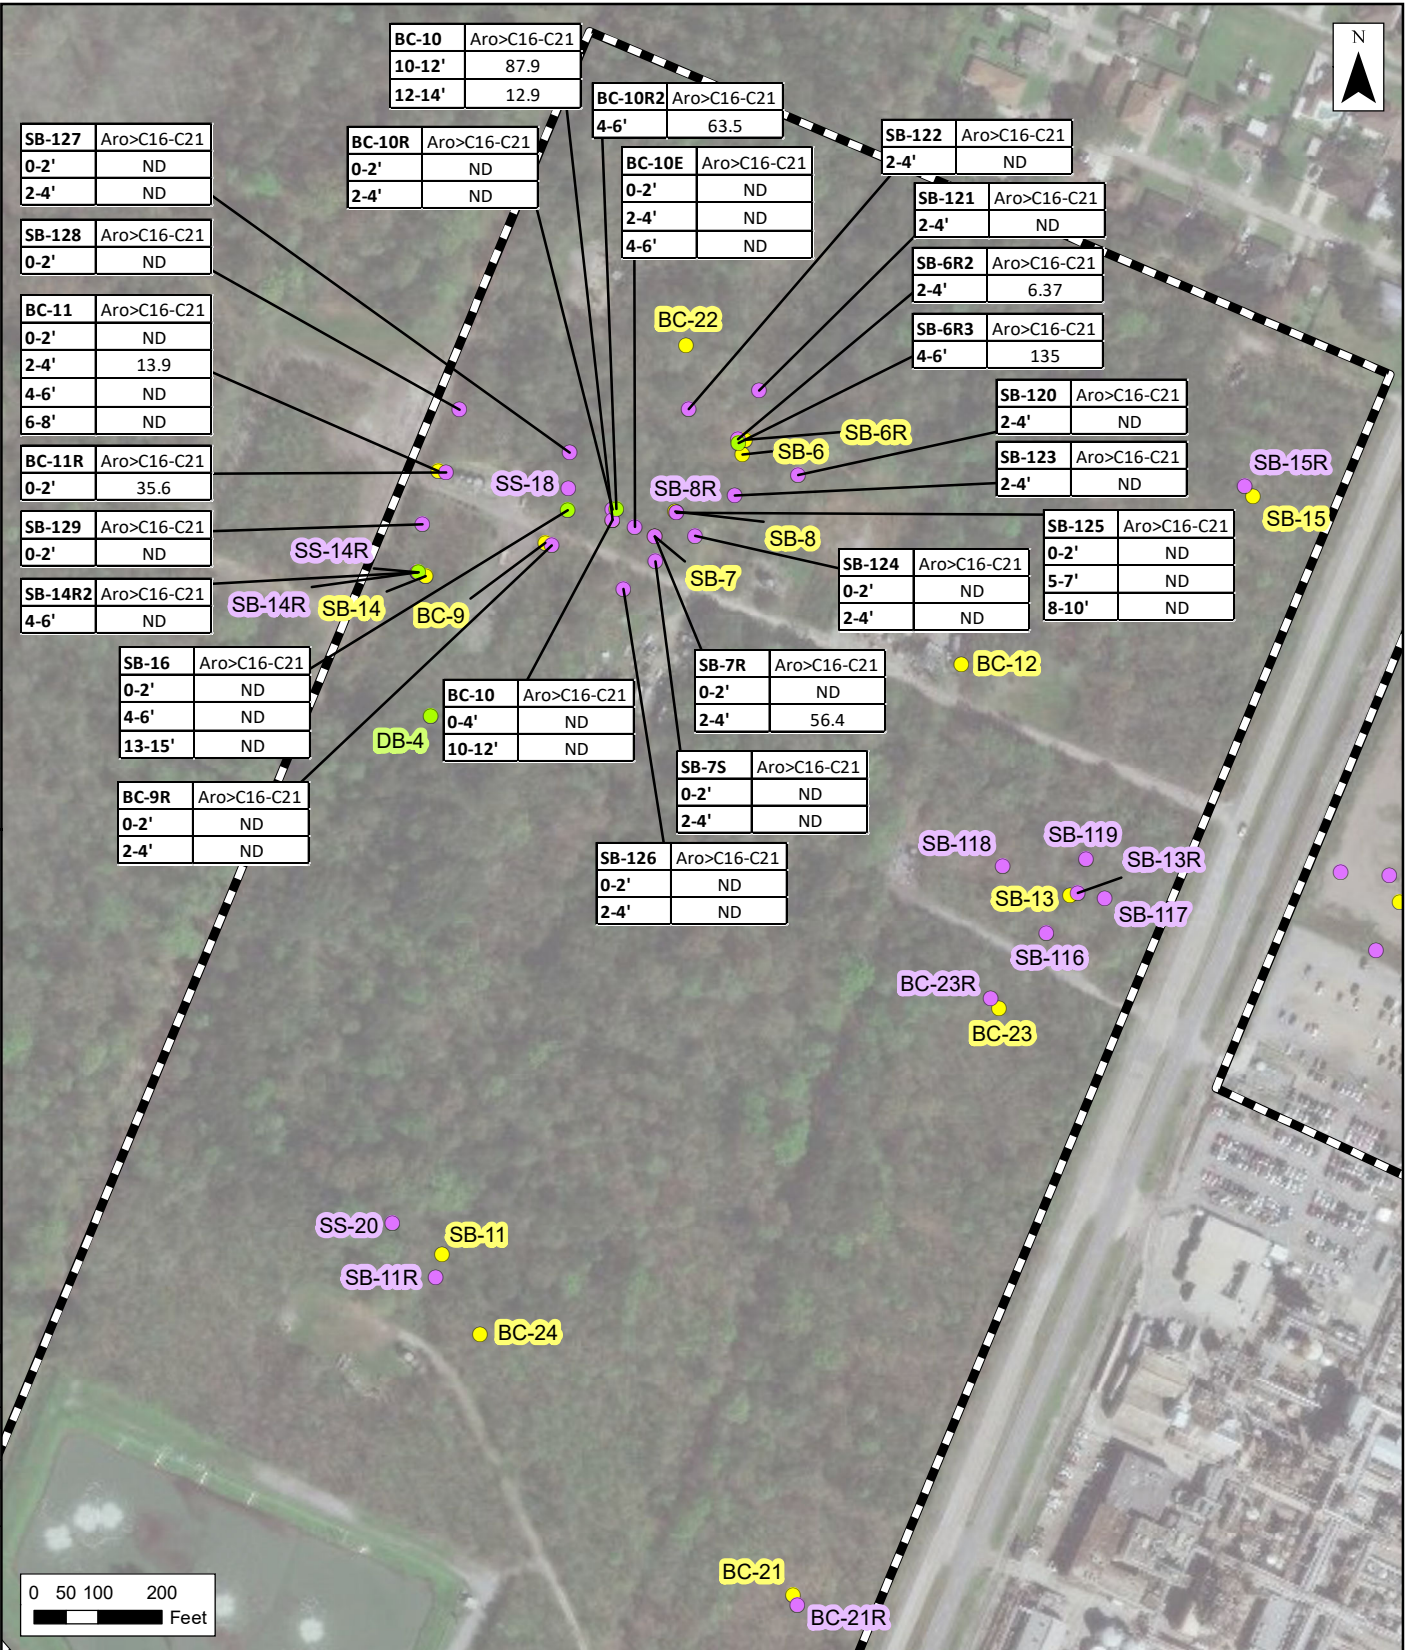 BC-10 Aro>C16-C21
10-12' 87.9
12-14' 12.9
N
BC-10R2 Aro>C16-C21
4-6' 63.5
SB-127 Aro>C16-C21
0-2' ND
2-4' ND
BC-10R Aro>C16-C21
0-2' ND
2-4' ND
BC-10E Aro>C16-C21
0-2' ND
2-4' ND
4-6' ND
SB-122 Aro>C16-C21
2-4' ND
SB-121 Aro>C16-C21
2-4' ND
SB-128 Aro>C16-C21
0-2' ND
SB-6R2 Aro>C16-C21
2-4' 6.37
BC-11 Aro>C16-C21
0-2' ND
2-4' 13.9
4-6' ND
6-8' ND
BC-22
SB-6R3 Aro>C16-C21
4-6' 135
SB-120 Aro>C16-C21
2-4' ND
SB-6R
SB-6
BC-11R Aro>C16-C21
0-2' 35.6
SB-123 Aro>C16-C21
2-4' ND
SB-15R
SB-15
SS-18
SB-8R
SB-8
SB-129 Aro>C16-C21
0-2' ND
SB-125 Aro>C16-C21
0-2' ND
5-7' ND
8-10' ND
SS-14R
SB-124 Aro>C16-C21
0-2' ND
2-4' ND
SB-14R2 Aro>C16-C21
4-6' ND
SB-14R
SB-14
BC-9
SB-7
SB-16 Aro>C16-C21
0-2' ND
4-6' ND
13-15' ND
SB-7R Aro>C16-C21
0-2' ND
2-4' 56.4
BC-12
BC-10 Aro>C16-C21
0-4' ND
10-12' ND
DB-4
SB-7S Aro>C16-C21
0-2' ND
2-4' ND
BC-9R Aro>C16-C21
0-2' ND
2-4' ND
SB-126 Aro>C16-C21
0-2' ND
2-4' ND
SB-118
SB-119
SB-13R
SB-13
SB-117
SB-116
BC-23R
BC-23
SS-20
SB-11
SB-11R
BC-24
BC-21
BC-21R
0 50 100 200
Feet